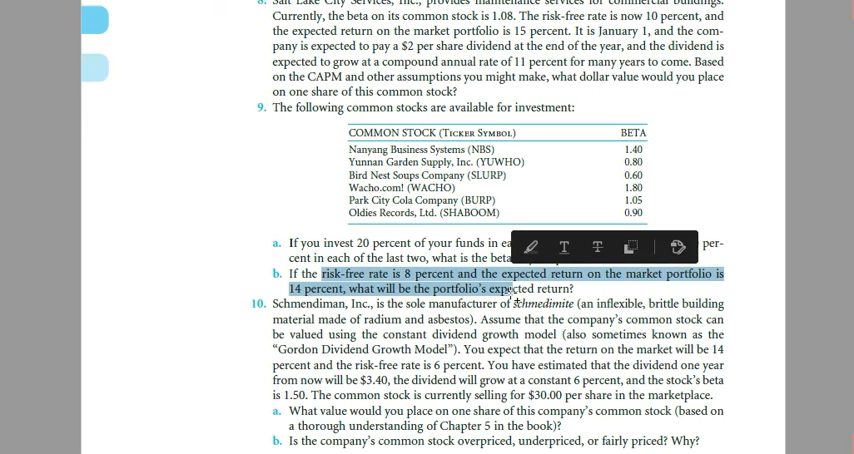 8. Salt Lake City Services, Inc., provides maintenance services for commercial buildings.
Currently, the beta on its common stock is 1.08. The risk-free rate is now 10 percent, and
the expected return on the market portfolio is 15 percent. It is January 1, and the com-
pany is expected to pay a $2 per share dividend at the end of the year, and the dividend is
expected to grow at a compound annual rate of 11 percent for many years to come. Based
on the CAPM and other assumptions you might make, what dollar value would you place
on one share of this common stock?
9. The following common stocks are available for investment:
COMMON STOCK (TICKER SYMBOL) BETA
Nanyang Business Systems (NBS) 1.40
Yunnan Garden Supply, Inc. (YUWHO) 0.80
Bird Nest Soups Company (SLURP) 0.60
Wacho.com! (WACHO) 1.80
Park City Cola Company (BURP) 1.05
Oldies Records, Ltd. (SHABOOM) 0.90
a. If you invest 20 percent of your funds in ea per-
cent in each of the last two, what is the beta
b. If the risk-free rate is 8 percent and the expected return on the market portfolio is
14 percent, what will be the portfolio's expected return?
10. Schmendiman, Inc., is the sole manufacturer of schmedimite (an inflexible, brittle building
material made of radium and asbestos). Assume that the company's common stock can
be valued using the constant dividend growth model (also sometimes known as the
"Gordon Dividend Growth Model"). You expect that the return on the market will be 14
percent and the risk-free rate is 6 percent. You have estimated that the dividend one year
from now will be $3.40, the dividend will grow at a constant 6 percent, and the stock's beta
is 1.50. The common stock is currently selling for $30.00 per share in the marketplace.
a. What value would you place on one share of this company's common stock (based on
a thorough understanding of Chapter 5 in the book)?
b. Is the company's common stock overpriced, underpriced, or fairly priced? Why?